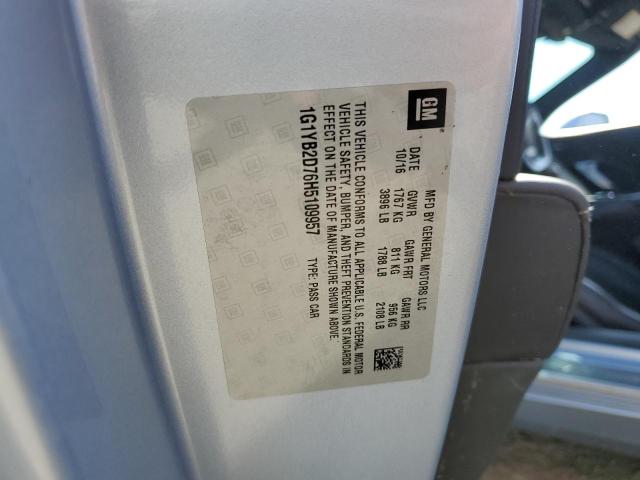 GM
MFD BY GENERAL MOTORS LLC
DATE GVWR GAWR FRT GAWR RR
10/16 1767 KG 811 KG 956 KG
3896 LB 1788 LB 2108 LB
THIS VEHICLE CONFORMS TO ALL APPLICABLE U.S. FEDERAL MOTOR
VEHICLE SAFETY, BUMPER, AND THEFT PREVENTION STANDARDS IN
EFFECT ON THE DATE OF MANUFACTURE SHOWN ABOVE.
1G1YB2D76H5109957 TYPE: PASS CAR